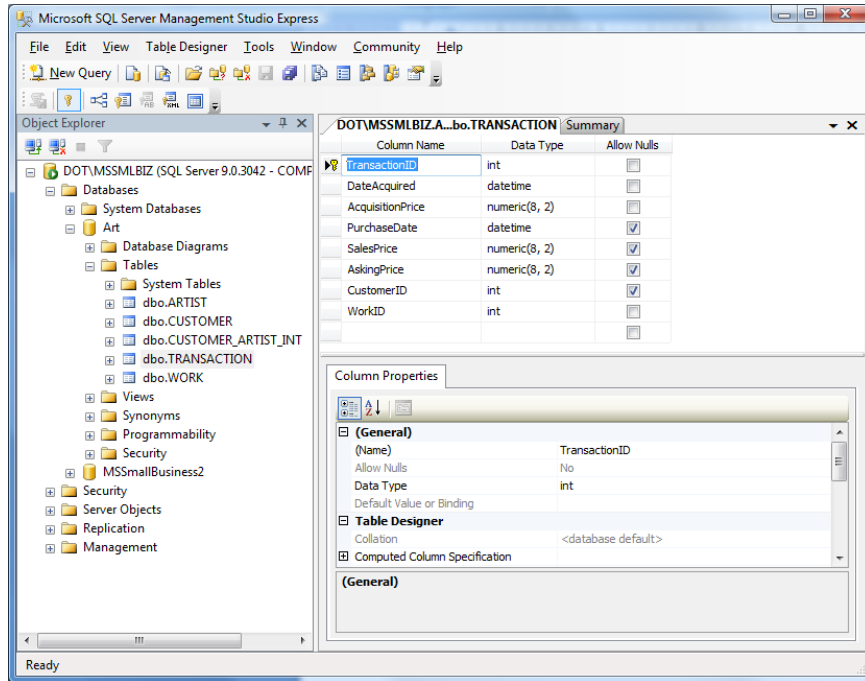 Microsoft SQL Server Management Studio Express
File Edit View Table Designer Tools Window Community Help
New Query
Object Explorer
DOT\MSSMLBIZ (SQL Server 9.0.3042 - COMP
Databases
System Databases
Art
Database Diagrams
Tables
System Tables
dbo.ARTIST
dbo.CUSTOMER
dbo.CUSTOMER_ARTIST_INT
dbo.TRANSACTION
dbo.WORK
Views
Synonyms
Programmability
Security
MSSmallBusiness2
Security
Server Objects
Replication
Management
DOT\MSSMLBIZ.A...bo.TRANSACTION Summary
Column Name Data Type Allow Nulls
TransactionID int
DateAcquired datetime
AcquisitionPrice numeric(8, 2)
PurchaseDate datetime
SalesPrice numeric(8, 2)
AskingPrice numeric(8, 2)
CustomerID int
WorkID int
Column Properties
(General)
(Name) TransactionID
Allow Nulls No
Data Type int
Default Value or Binding
Table Designer
Collation <database default>
Computed Column Specification
(General)
Ready